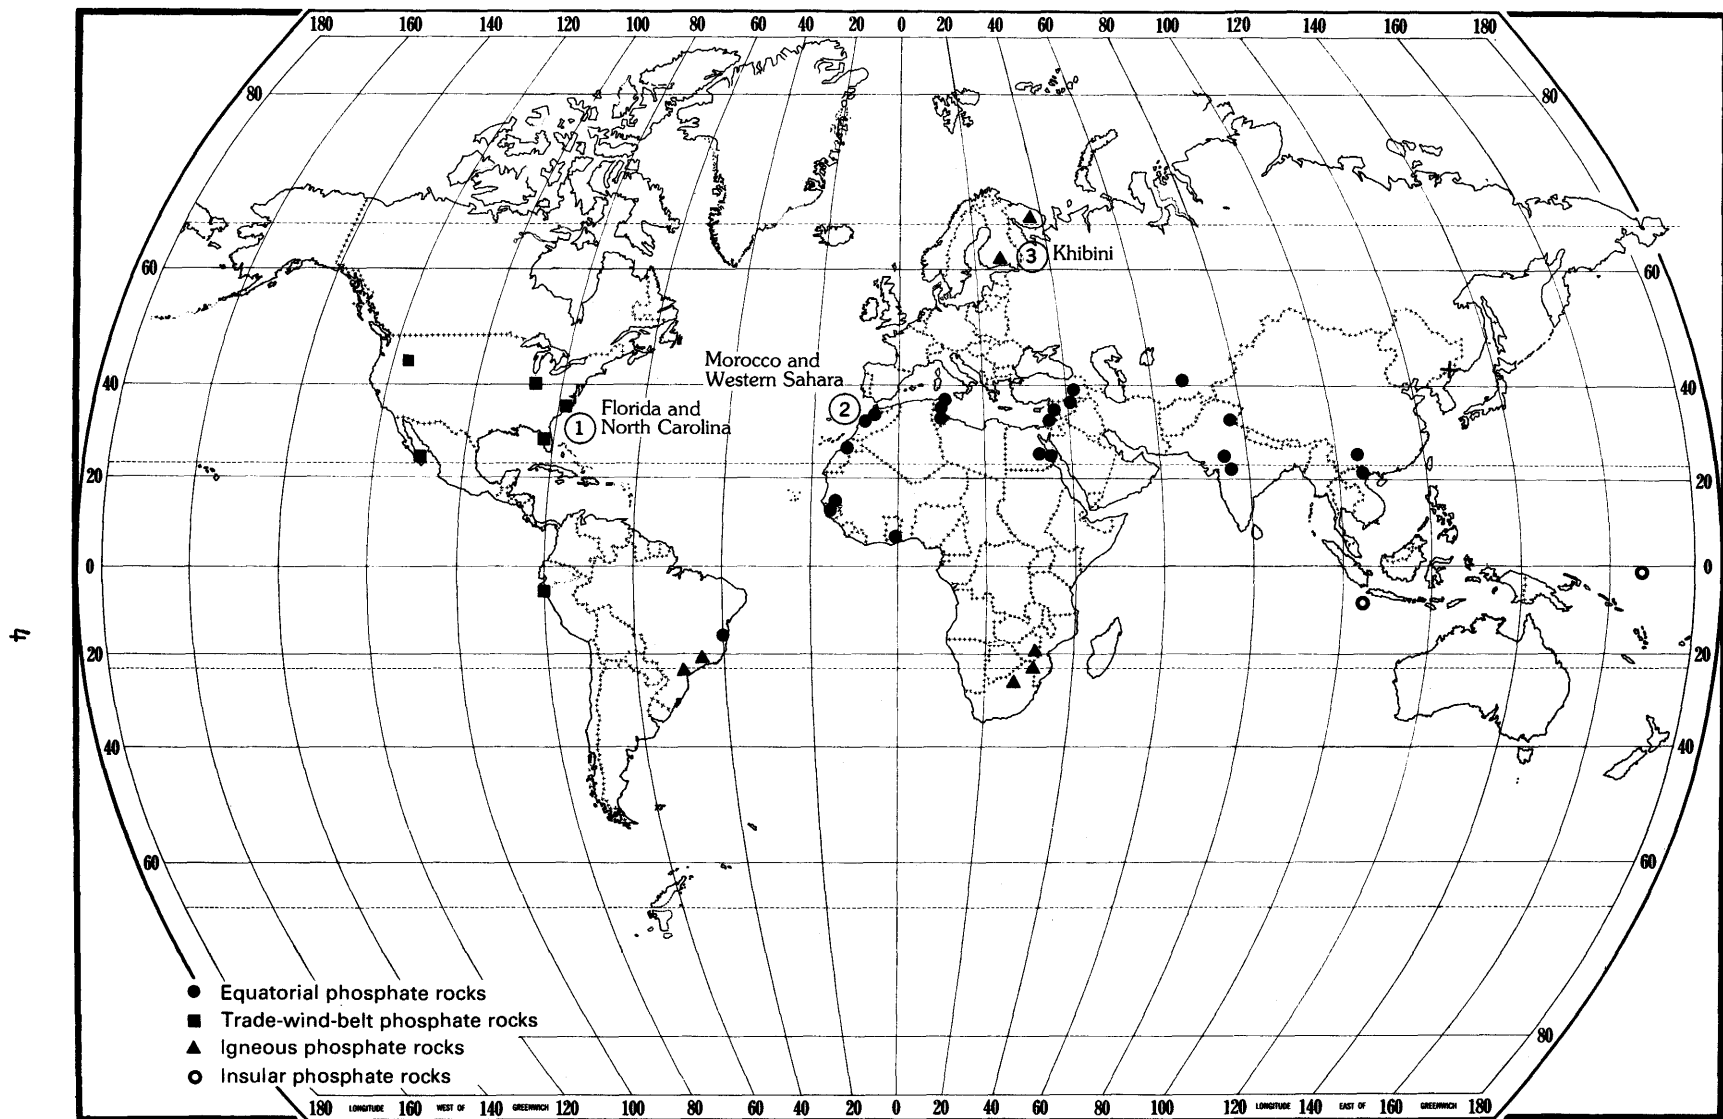 180 160 140 120 100 80 60 40 20 0 20 40 60 80 100 120 140 160 180
80 80
60 60
Khibini
3
Morocco and
Western Sahara
2
40 40
Florida and
North Carolina
1
20 20
0 0
4
20 20
40 40
60 60
Equatorial phosphate rocks
Trade-wind-belt phosphate rocks
Igneous phosphate rocks
Insular phosphate rocks
80
180 LONGITUDE 160 WEST OF 140 GREENWICH 120 100 80 60 40 20 0 20 40 60 80 100 120 LONGITUDE 140 EAST OF 160 GREENWICH 180